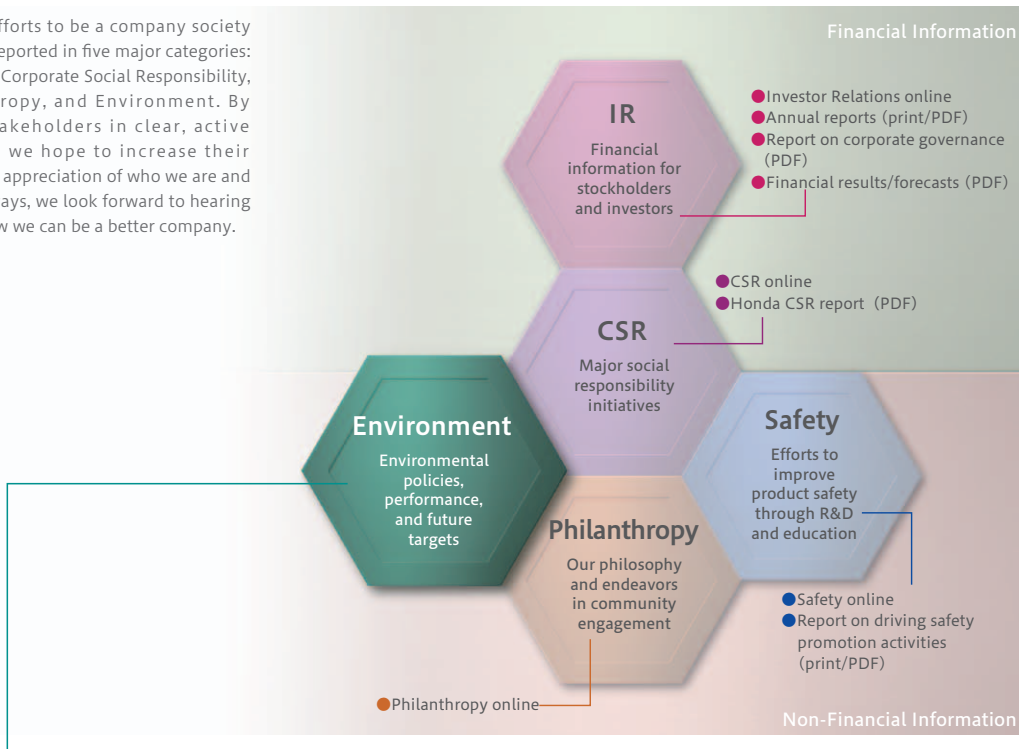 fforts to be a company society
eported in five major categories:
Corporate Social Responsibility,
ropy, and Environment. By
akeholders in clear, active
we hope to increase their
appreciation of who we are and
ays, we look forward to hearing
w we can be a better company.
Financial Information
IR
Financial
information for
stockholders
and investors
●Investor Relations online
●Annual reports (print/PDF)
●Report on corporate governance
(PDF)
●Financial results/forecasts (PDF)
CSR
Major social
responsibility
initiatives
●CSR online
●Honda CSR report (PDF)
Environment
Environmental
policies,
performance,
and future
targets
Safety
Efforts to
improve
product safety
through R&D
and education
●Safety online
●Report on driving safety
promotion activities
(print/PDF)
Philanthropy
Our philosophy
and endeavors
in community
engagement
●Philanthropy online
Non-Financial Information